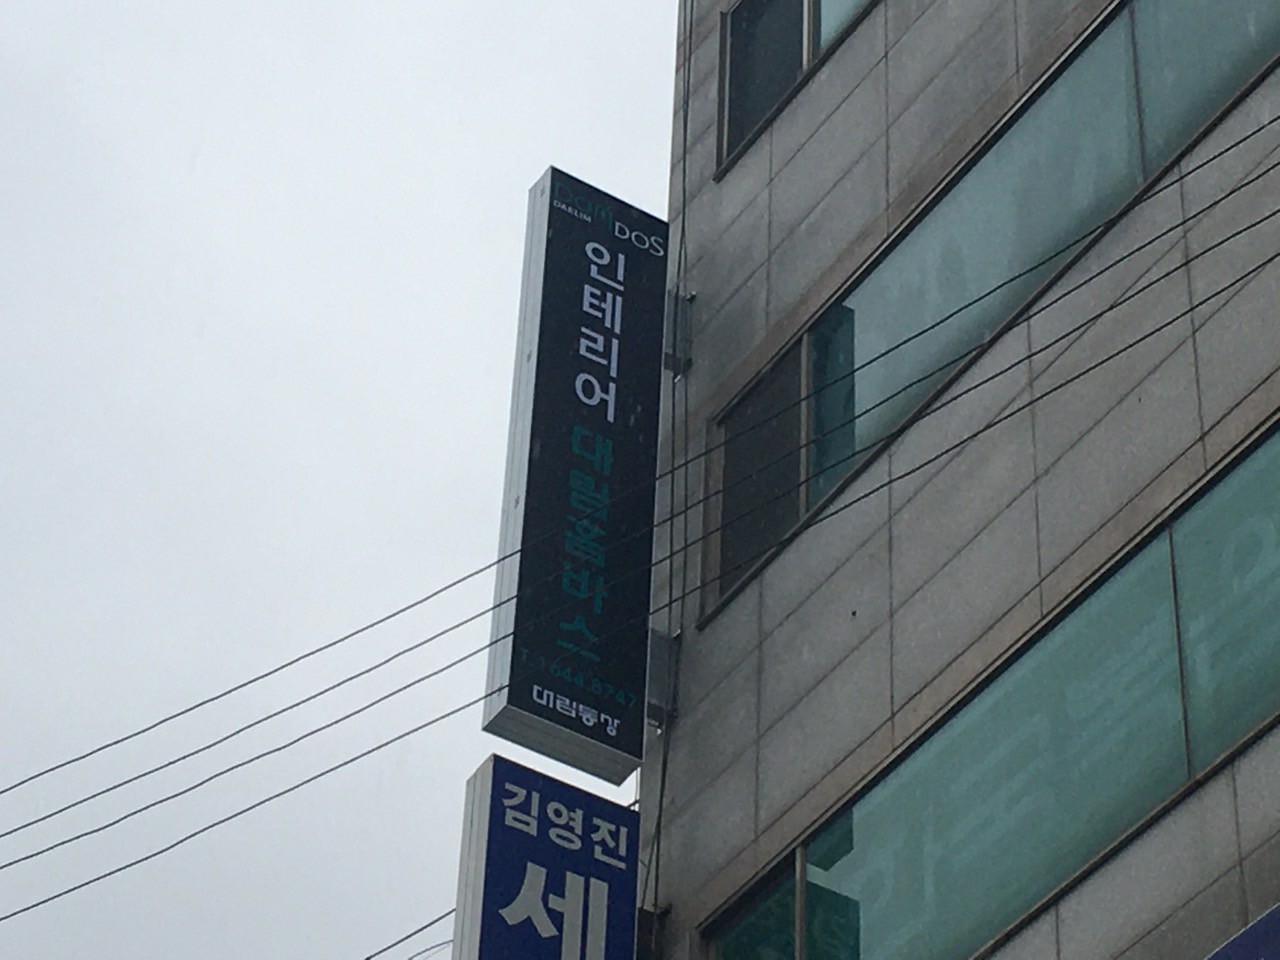 DAELIM
DOS
인테리어
대림홈바스
T. 1644.8747
대림통상
김영진
세